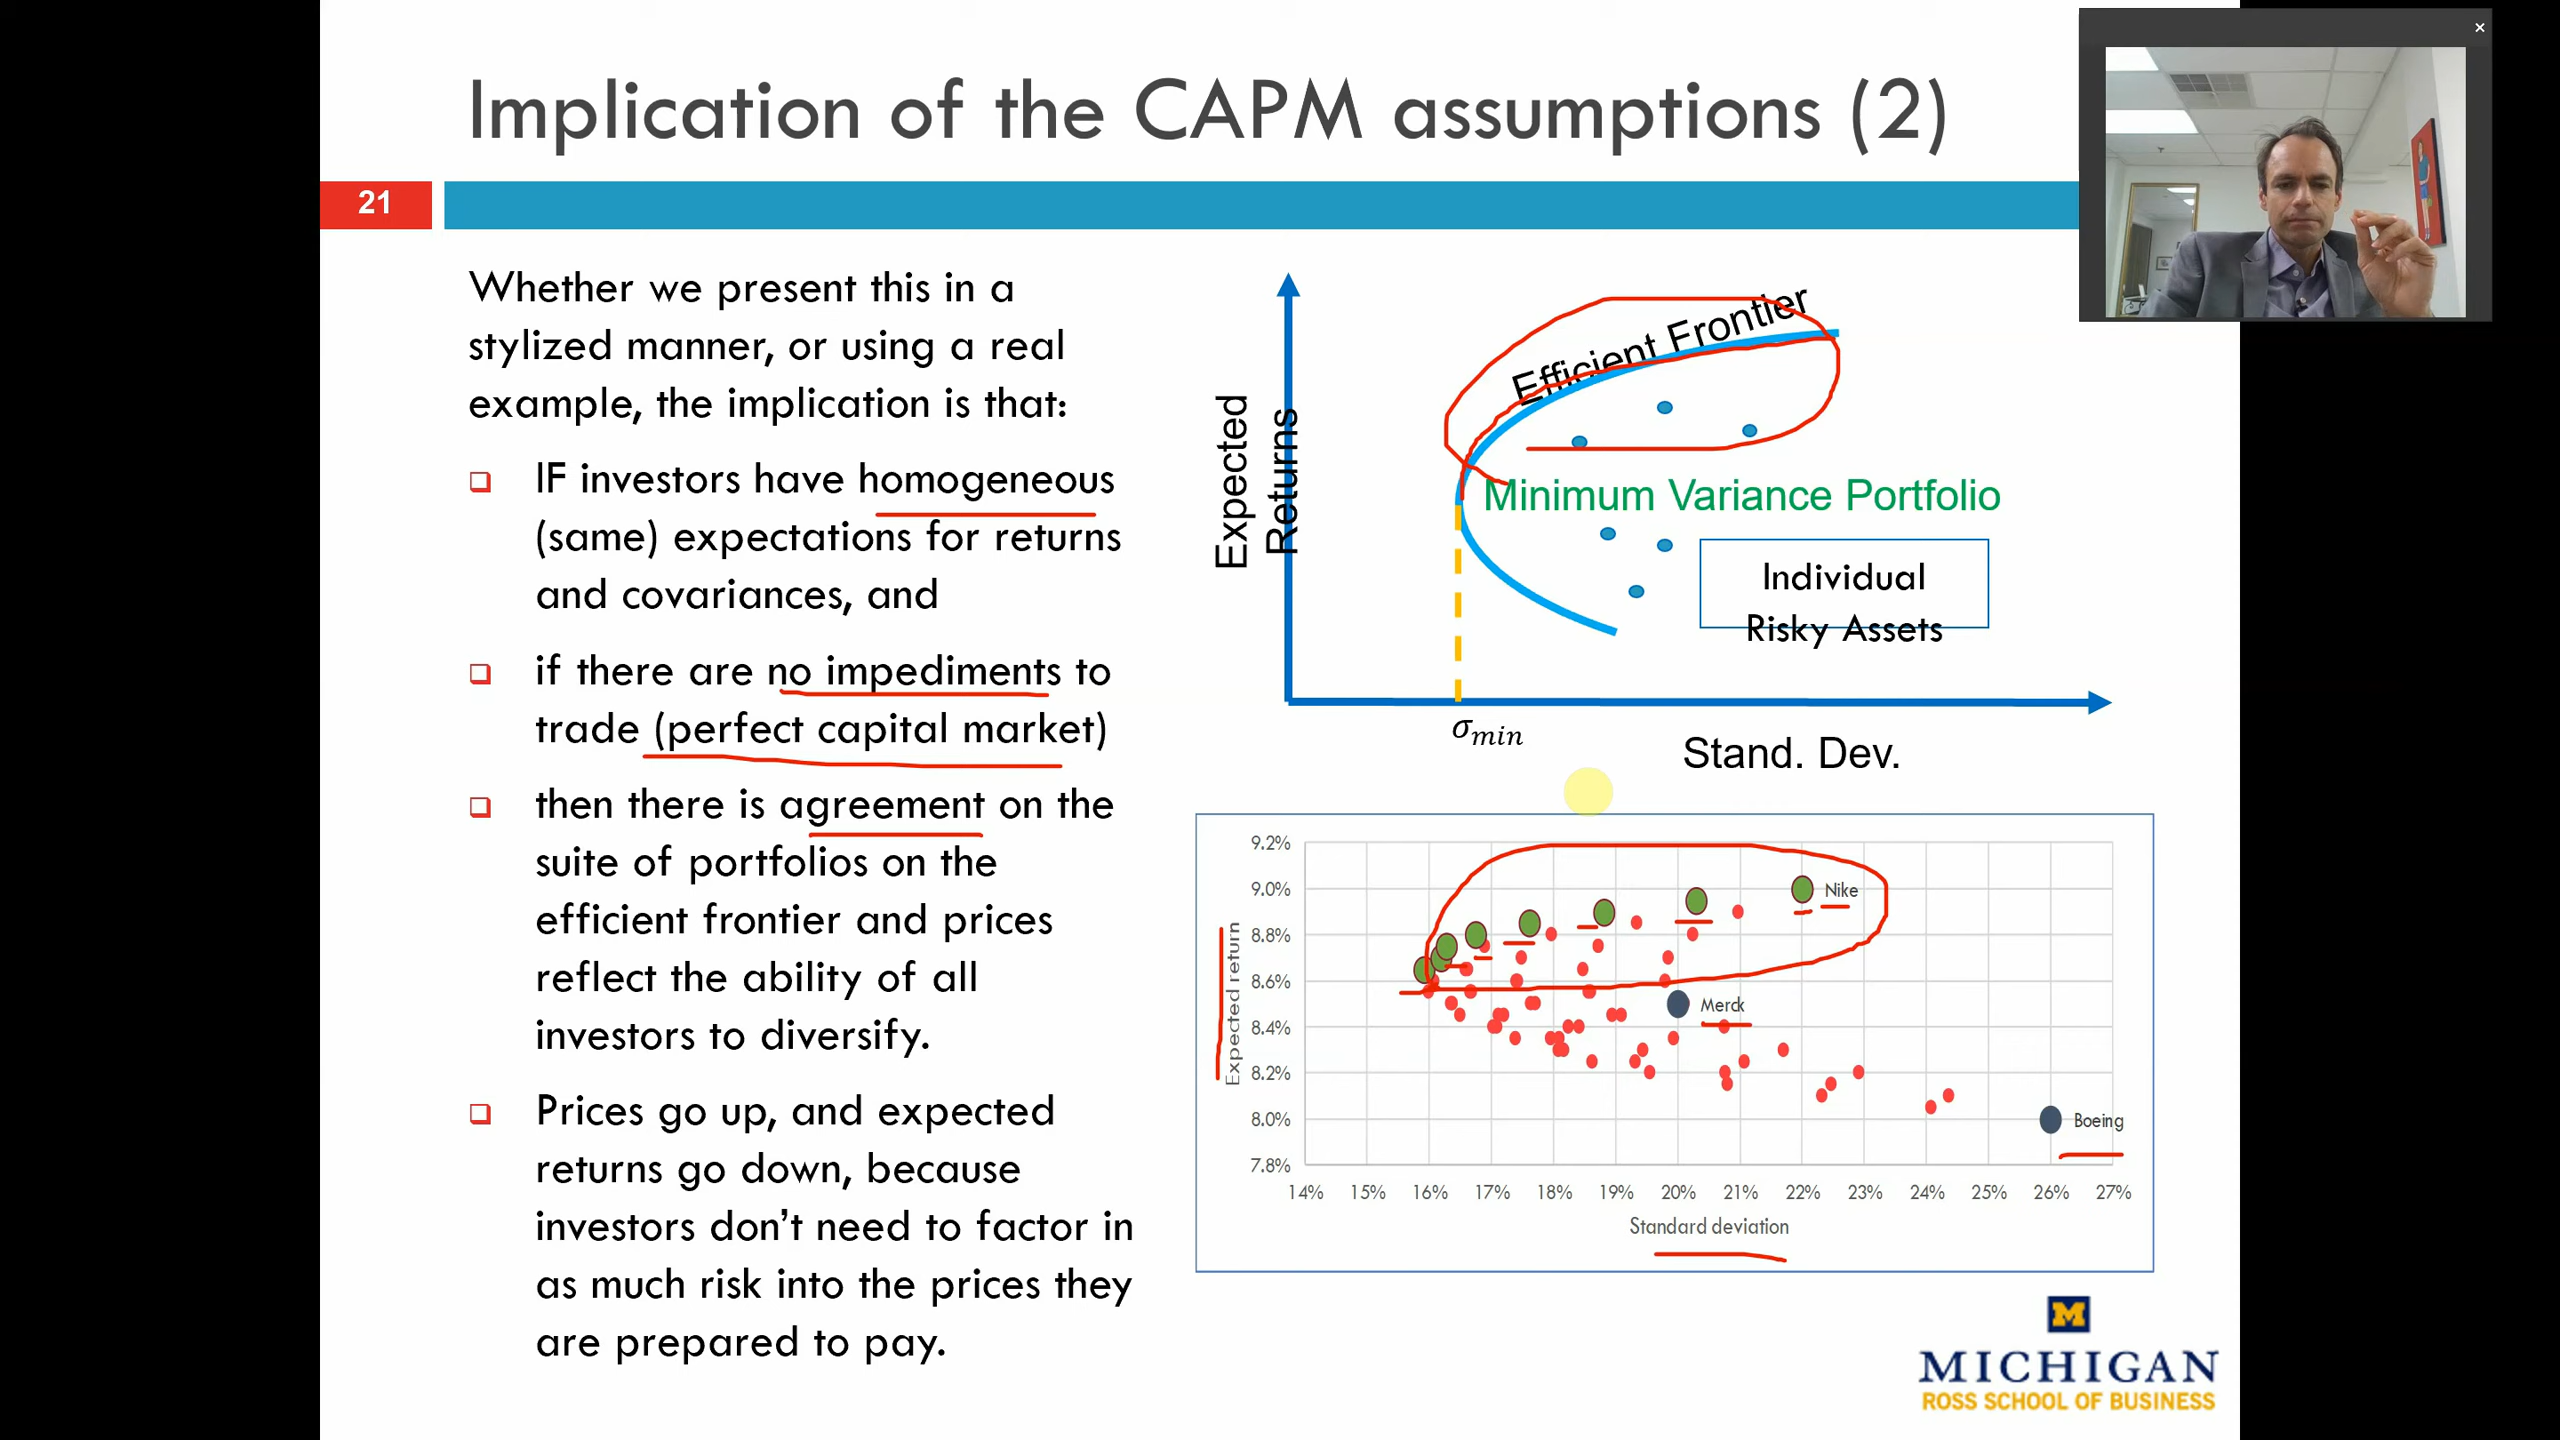 Implication of the CAPM assumptions (2)
21
Whether we present this in a
stylized manner, or using a real
example, the implication is that:
IF investors have homogeneous
(same) expectations for returns
and covariances, and
if there are no impediments to
trade (perfect capital market)
then there is agreement on the
suite of portfolios on the
efficient frontier and prices
reflect the ability of all
investors to diversify.
Prices go up, and expected
returns go down, because
investors don't need to factor in
as much risk into the prices they
are prepared to pay.
Expected
Returns
Efficient Frontier
Minimum Variance Portfolio
Individual
Risky Assets
σmin
Stand. Dev.
Expected return
9.2%
9.0%
8.8%
8.6%
8.4%
8.2%
8.0%
7.8%
Nike
Merck
Boeing
14% 15% 16% 17% 18% 19% 20% 21% 22% 23% 24% 25% 26% 27%
Standard deviation
M
MICHIGAN
ROSS SCHOOL OF BUSINESS